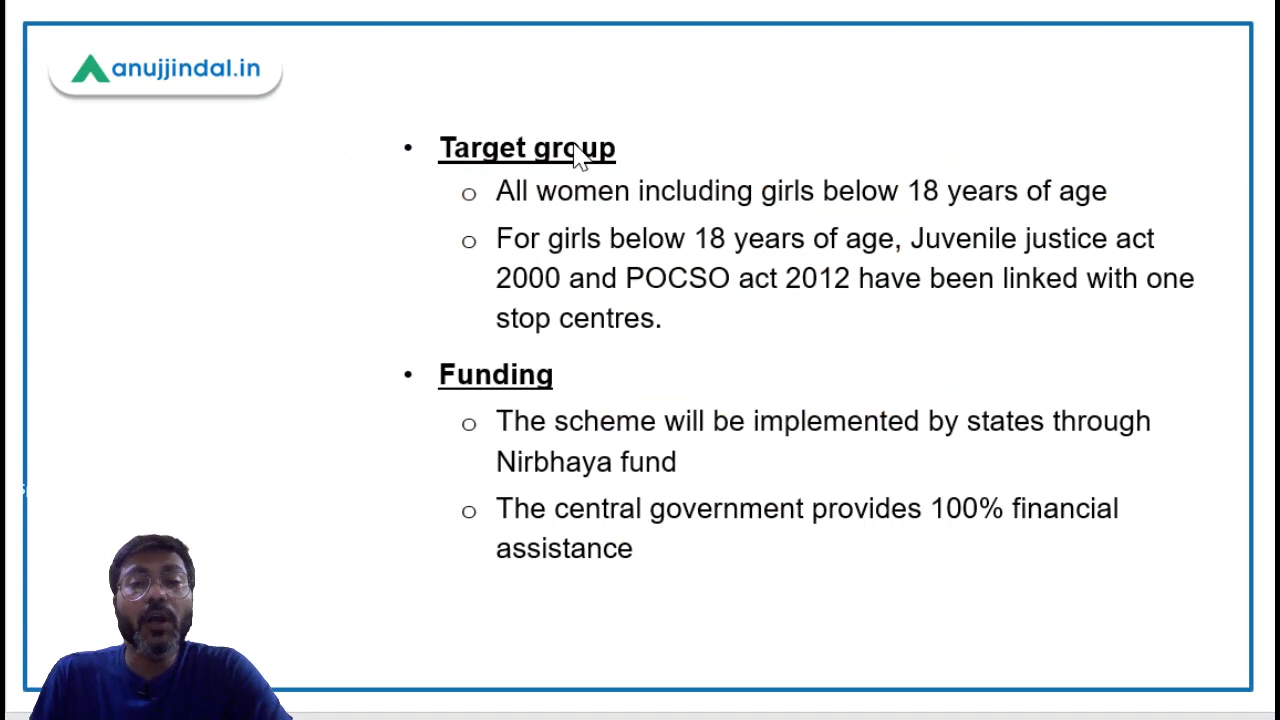 anujjindal.in
• Target group
o All women including girls below 18 years of age
o For girls below 18 years of age, Juvenile justice act
2000 and POCSO act 2012 have been linked with one
stop centres.
• Funding
o The scheme will be implemented by states through
Nirbhaya fund
o The central government provides 100% financial
assistance